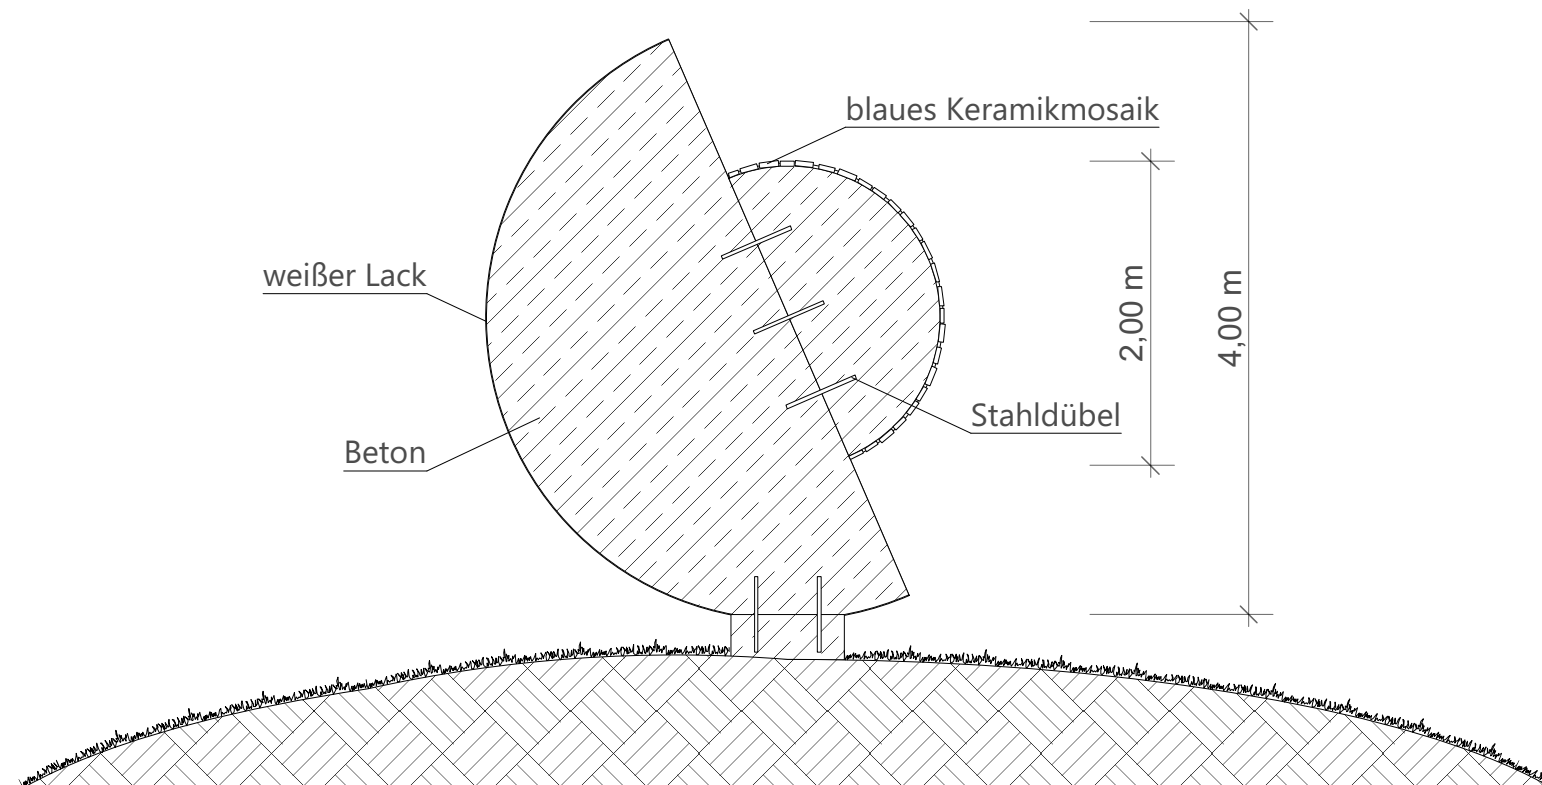 blaues Keramikmosaik
weißer Lack
2,00 m
4,00 m
Stahldübel
Beton